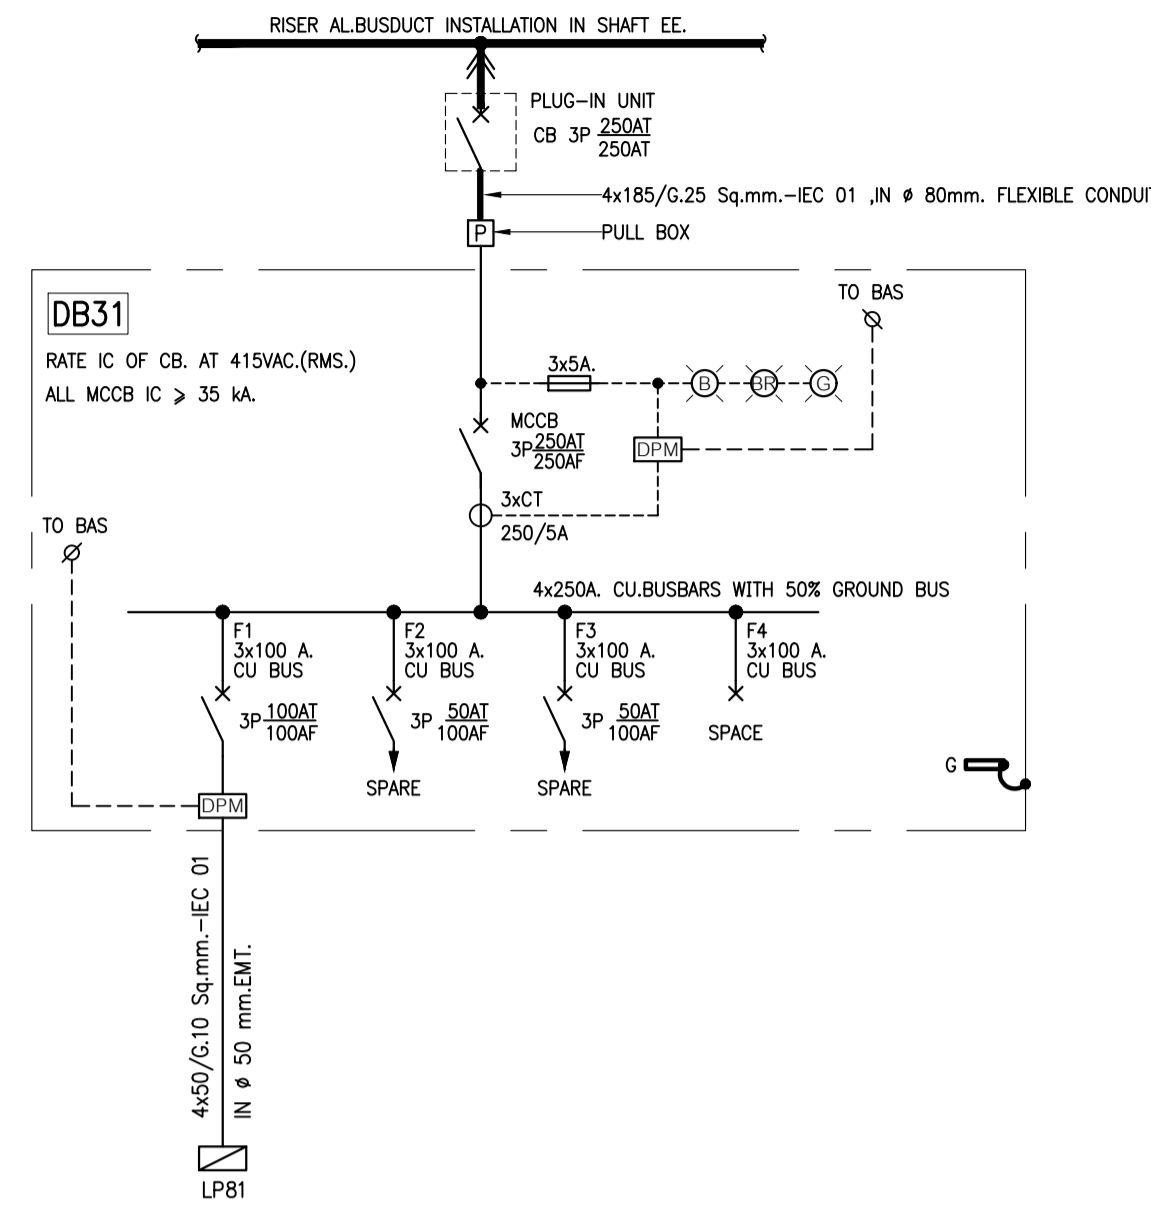 RISER AL.BUSDUCT INSTALLATION IN SHAFT EE.
PLUG-IN UNIT
CB 3P 250AT
250AT
4x185/G.25 Sq.mm.-IEC 01 ,IN ø 80mm. FLEXIBLE CONDUIT
P
PULL BOX
DB31
RATE IC OF CB. AT 415VAC.(RMS.)
ALL MCCB IC ⩾ 35 kA.
TO BAS
3x5A.
B
BR
G
MCCB
3P 250AT
250AF
DPM
3xCT
250/5A
TO BAS
4x250A. CU.BUSBARS WITH 50% GROUND BUS
F1
3x100 A.
CU BUS
3P 100AT
100AF
F2
3x100 A.
CU BUS
3P 50AT
100AF
SPARE
F3
3x100 A.
CU BUS
3P 50AT
100AF
SPARE
F4
3x100 A.
CU BUS
SPACE
G
DPM
4x50/G.10 Sq.mm.-IEC 01
IN ø 50 mm.EMT.
LP81